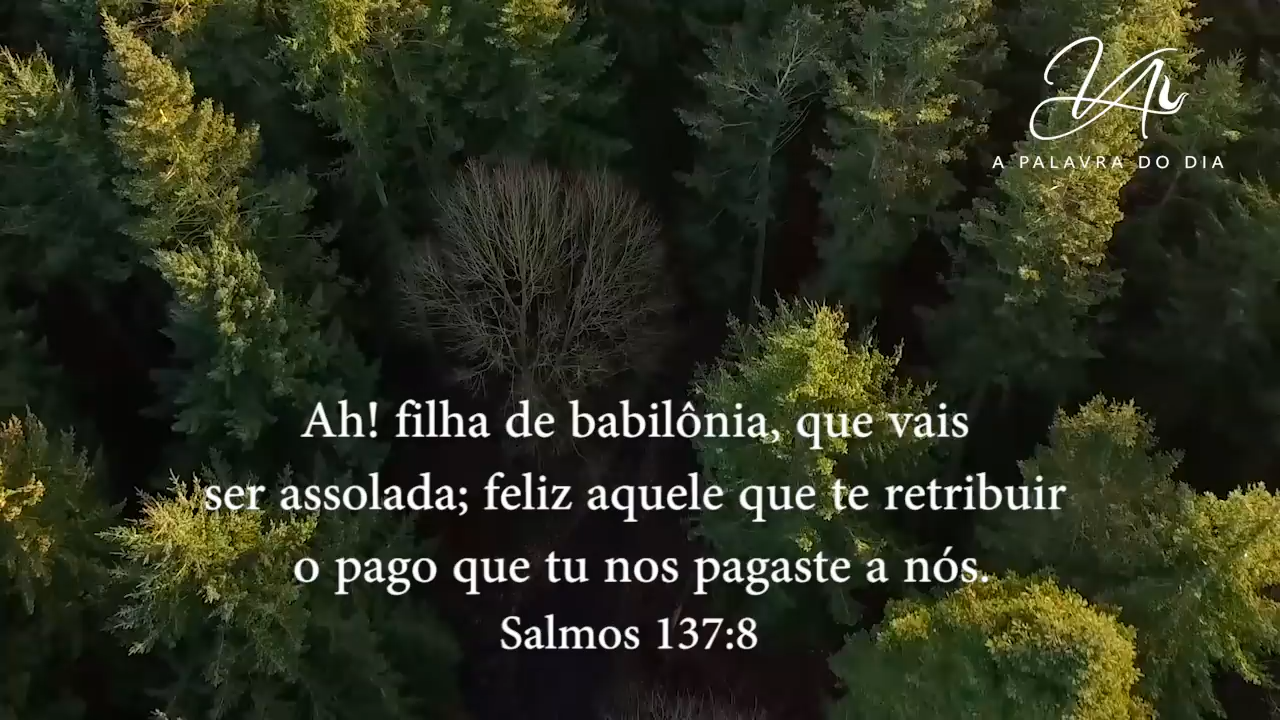 A PALAVRA DO DIA
Ah! filha de babilônia, que vais
ser assolada; feliz aquele que te retribuir
o pago que tu nos pagaste a nós.
Salmos 137:8